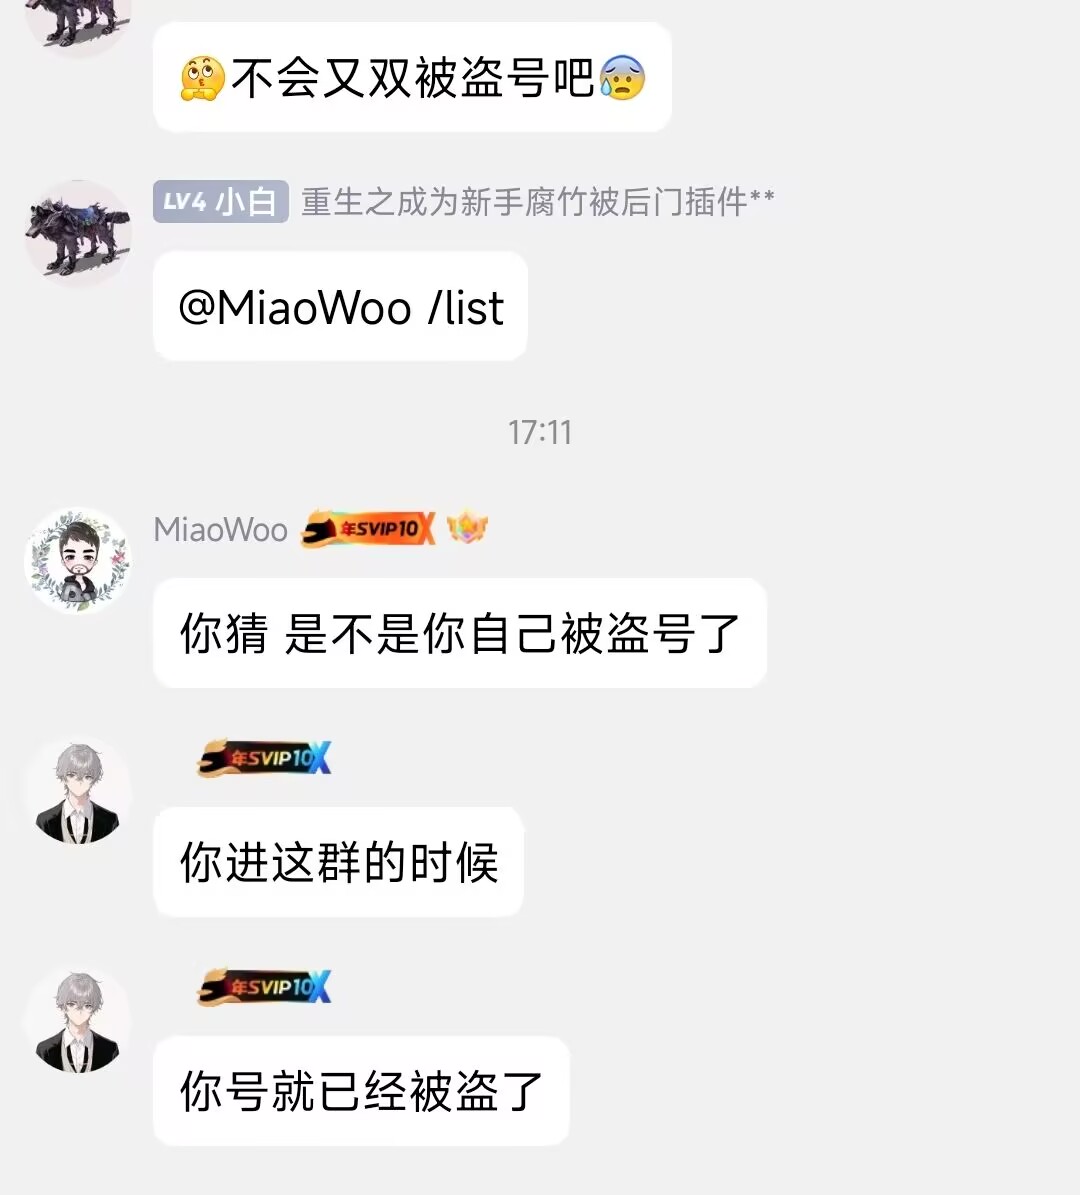 🤔不会又双被盗号吧😰
LV4 小白 重生之成为新手腐竹被后门插件**
@MiaoWoo /list
17:11
MiaoWoo 年SVIP10
你猜 是不是你自己被盗号了
年SVIP10
你进这群的时候
年SVIP10
你号就已经被盗了